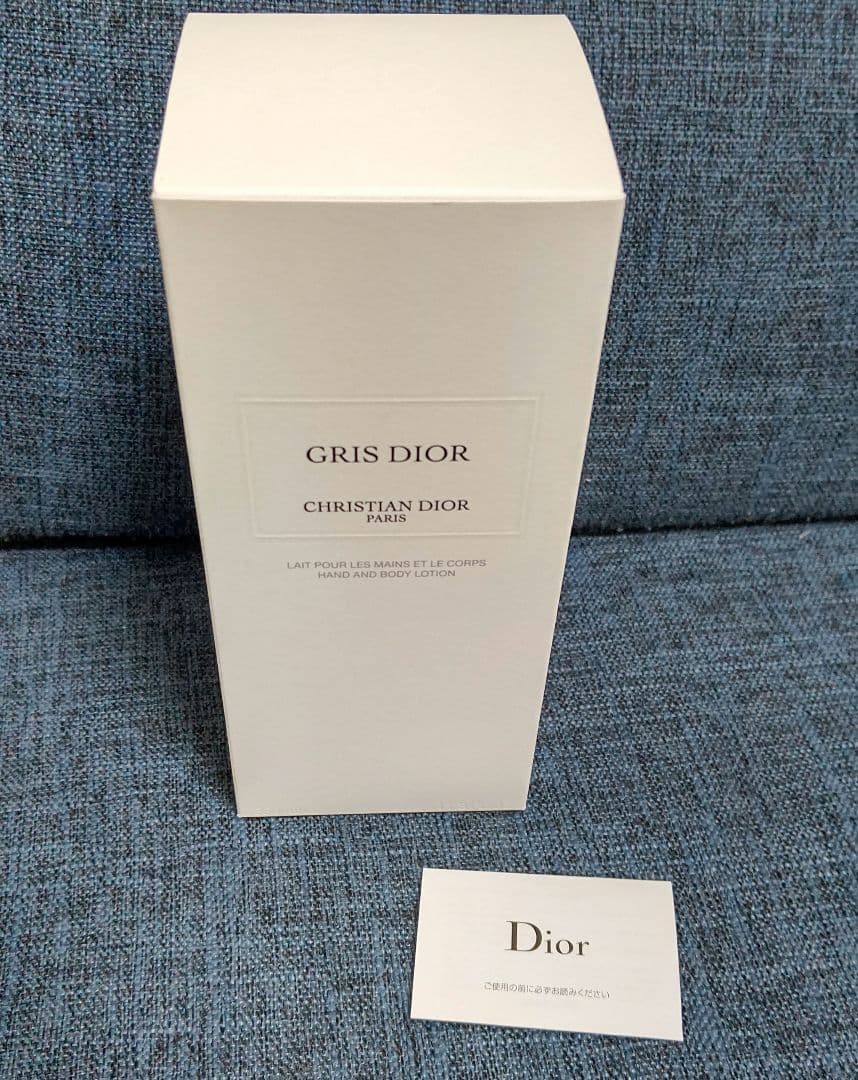 GRIS DIOR
CHRISTIAN DIOR
PARIS
LAIT POUR LES MAINS ET LE CORPS
HAND AND BODY LOTION
Dior
ご使用の前に必ずお読みください